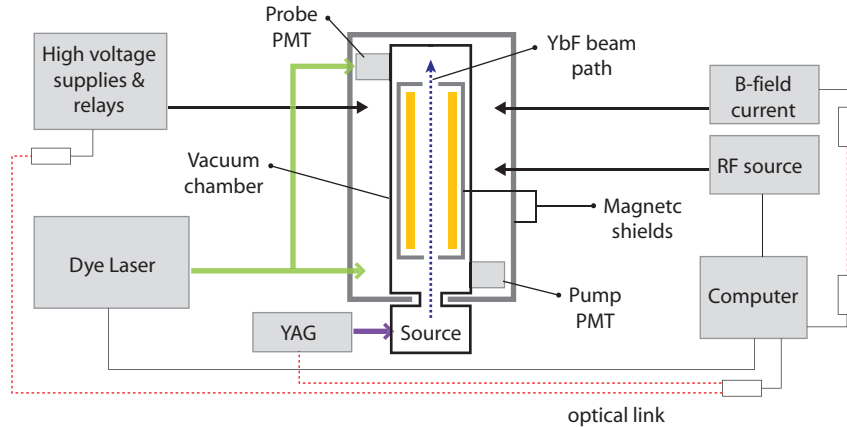 Probe
PMT
YbF beam
path
High voltage
supplies &
relays
B-field
current
Vacuum
chamber
RF source
Magnetc
shields
Dye Laser
Pump
PMT
Computer
YAG
Source
optical link